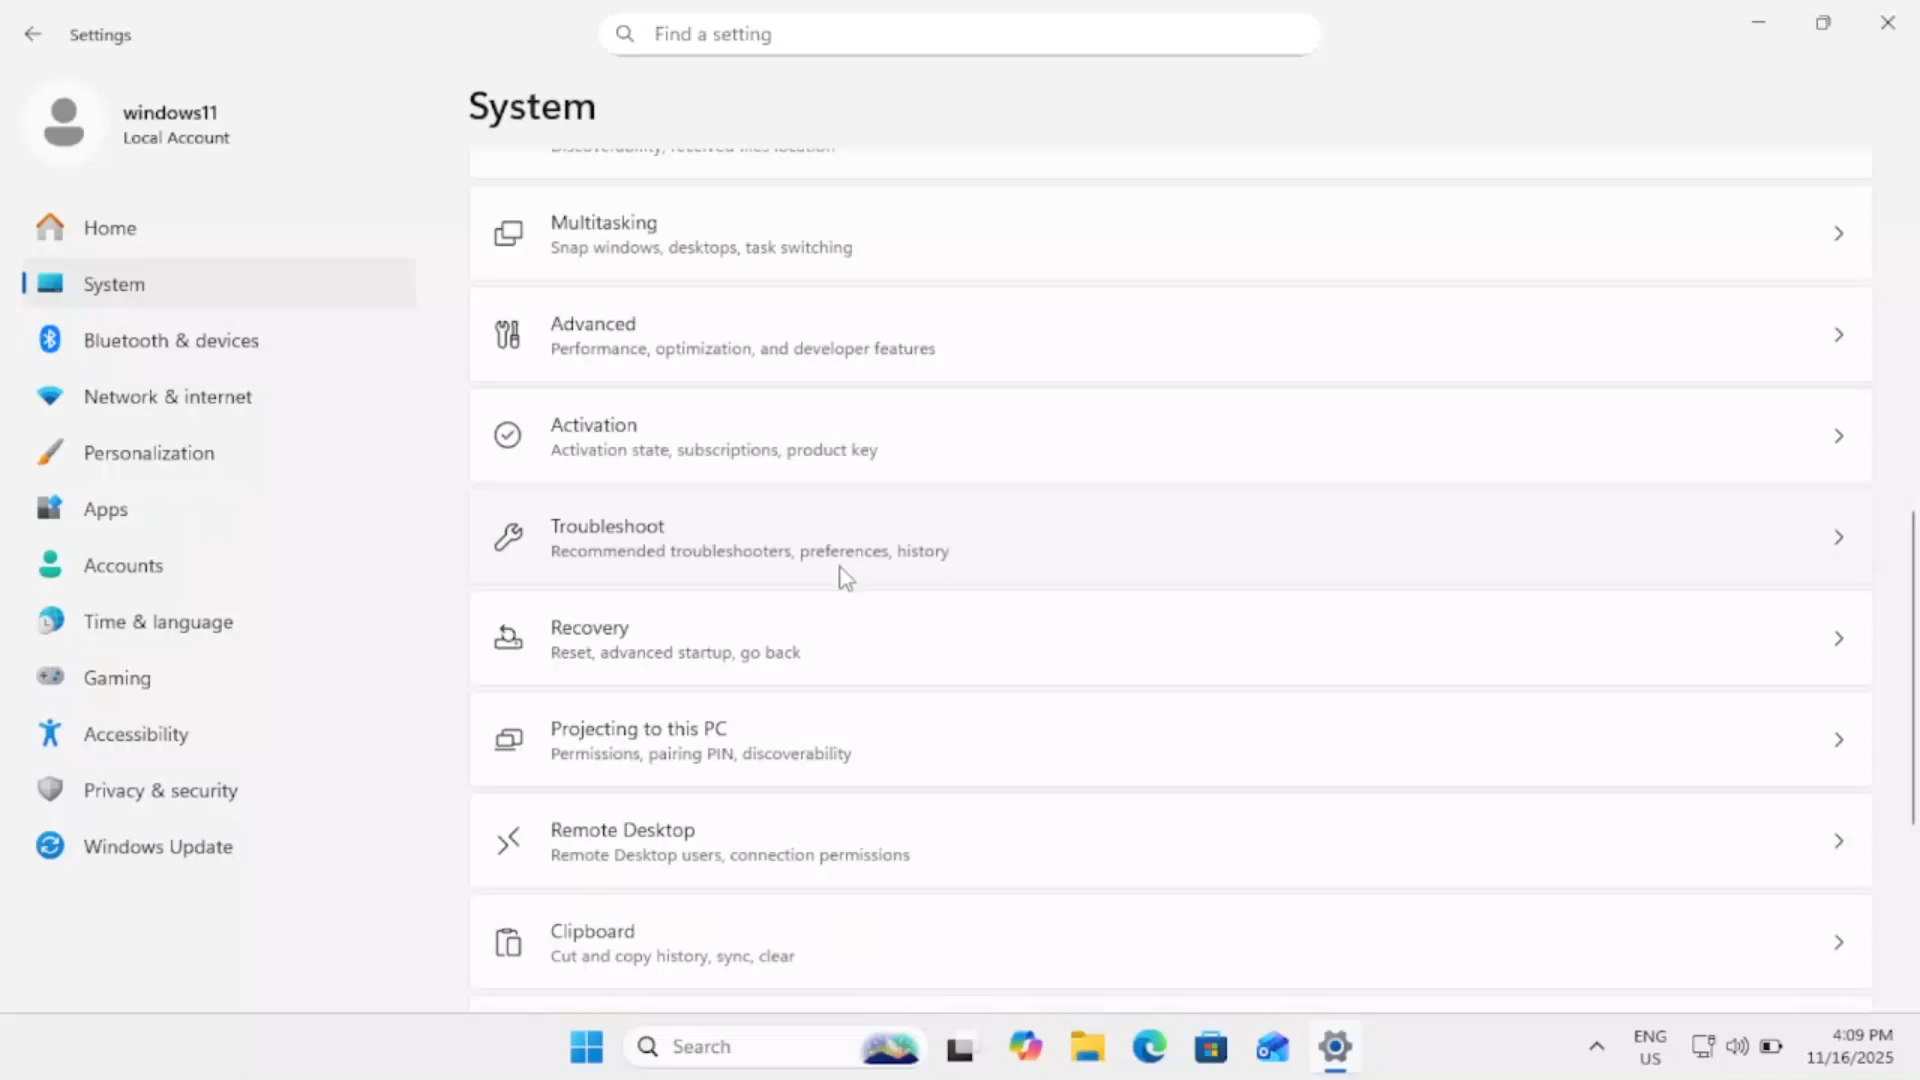 Settings
Find a setting
windows11
Local Account
System
Home
System
Bluetooth & devices
Network & internet
Personalization
Apps
Accounts
Time & language
Gaming
Accessibility
Privacy & security
Windows Update
Discoverability, received files location
Multitasking
Snap windows, desktops, task switching
Advanced
Performance, optimization, and developer features
Activation
Activation state, subscriptions, product key
Troubleshoot
Recommended troubleshooters, preferences, history
Recovery
Reset, advanced startup, go back
Projecting to this PC
Permissions, pairing PIN, discoverability
Remote Desktop
Remote Desktop users, connection permissions
Clipboard
Cut and copy history, sync, clear
Search
ENG
US
4:09 PM
11/16/2025